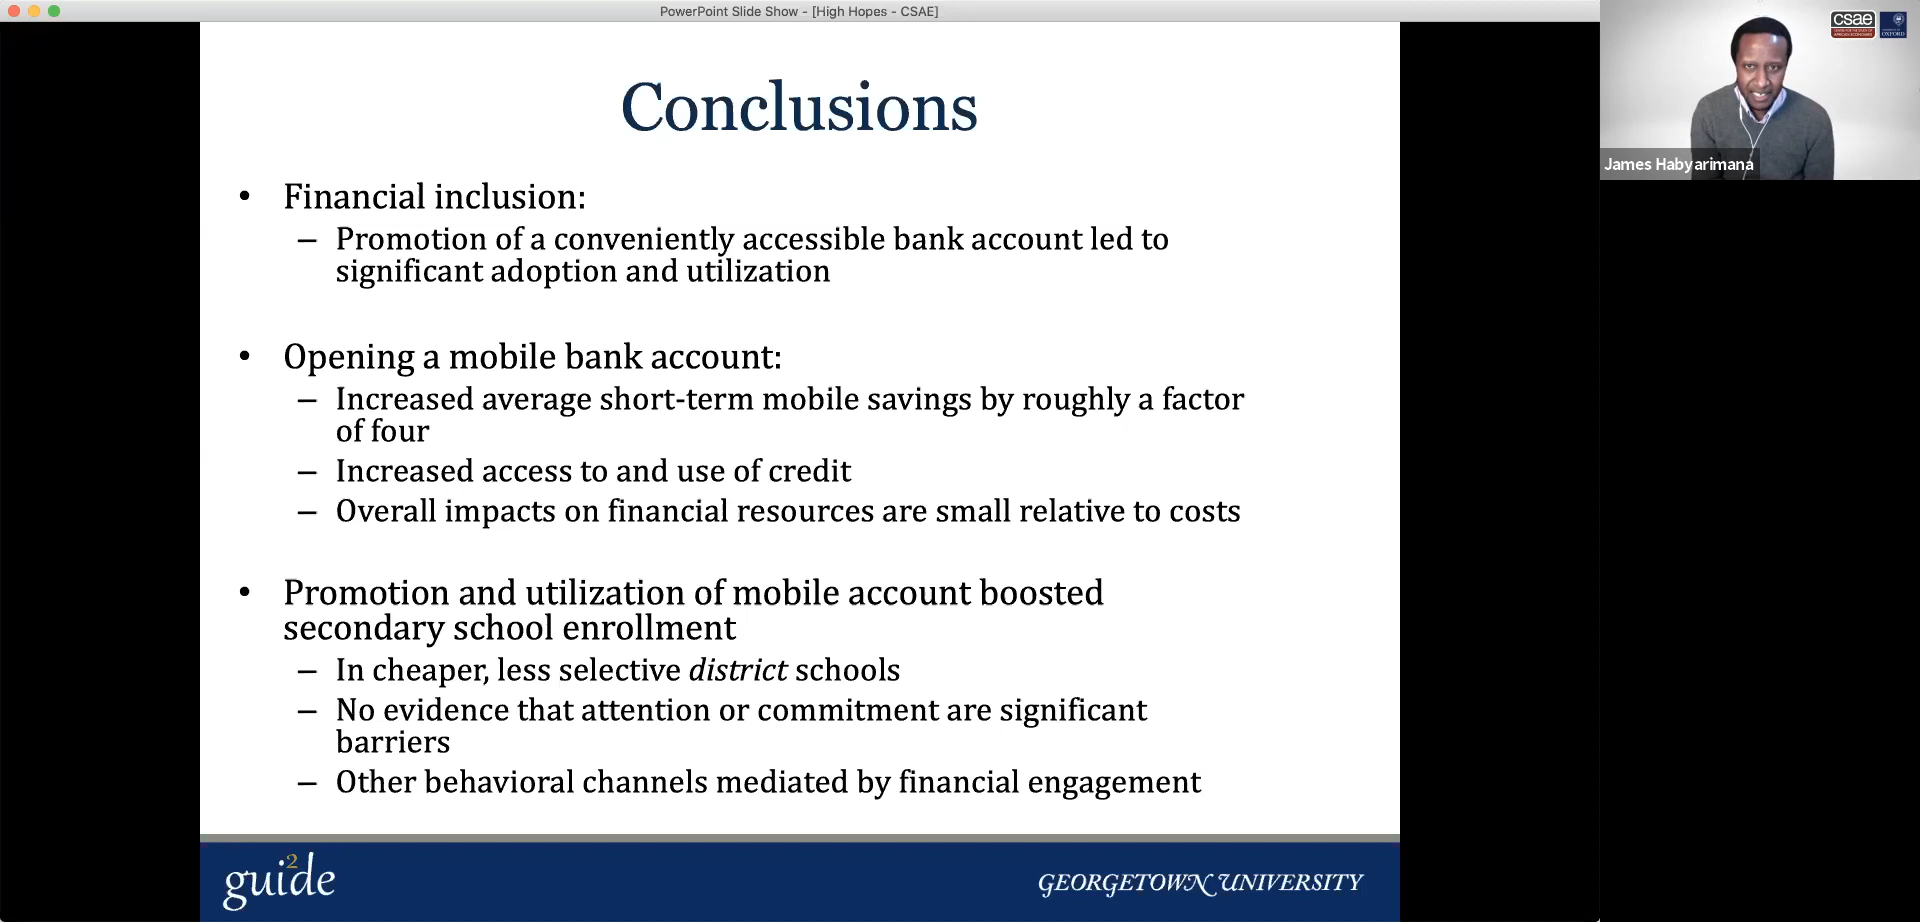 PowerPoint Slide Show - [High Hopes - CSAE]
Conclusions
• Financial inclusion:
– Promotion of a conveniently accessible bank account led to
significant adoption and utilization
• Opening a mobile bank account:
– Increased average short-term mobile savings by roughly a factor
of four
– Increased access to and use of credit
– Overall impacts on financial resources are small relative to costs
• Promotion and utilization of mobile account boosted
secondary school enrollment
– In cheaper, less selective district schools
– No evidence that attention or commitment are significant
barriers
– Other behavioral channels mediated by financial engagement
gui2de
GEORGETOWN UNIVERSITY
csae
OXFORD
James Habyarimana